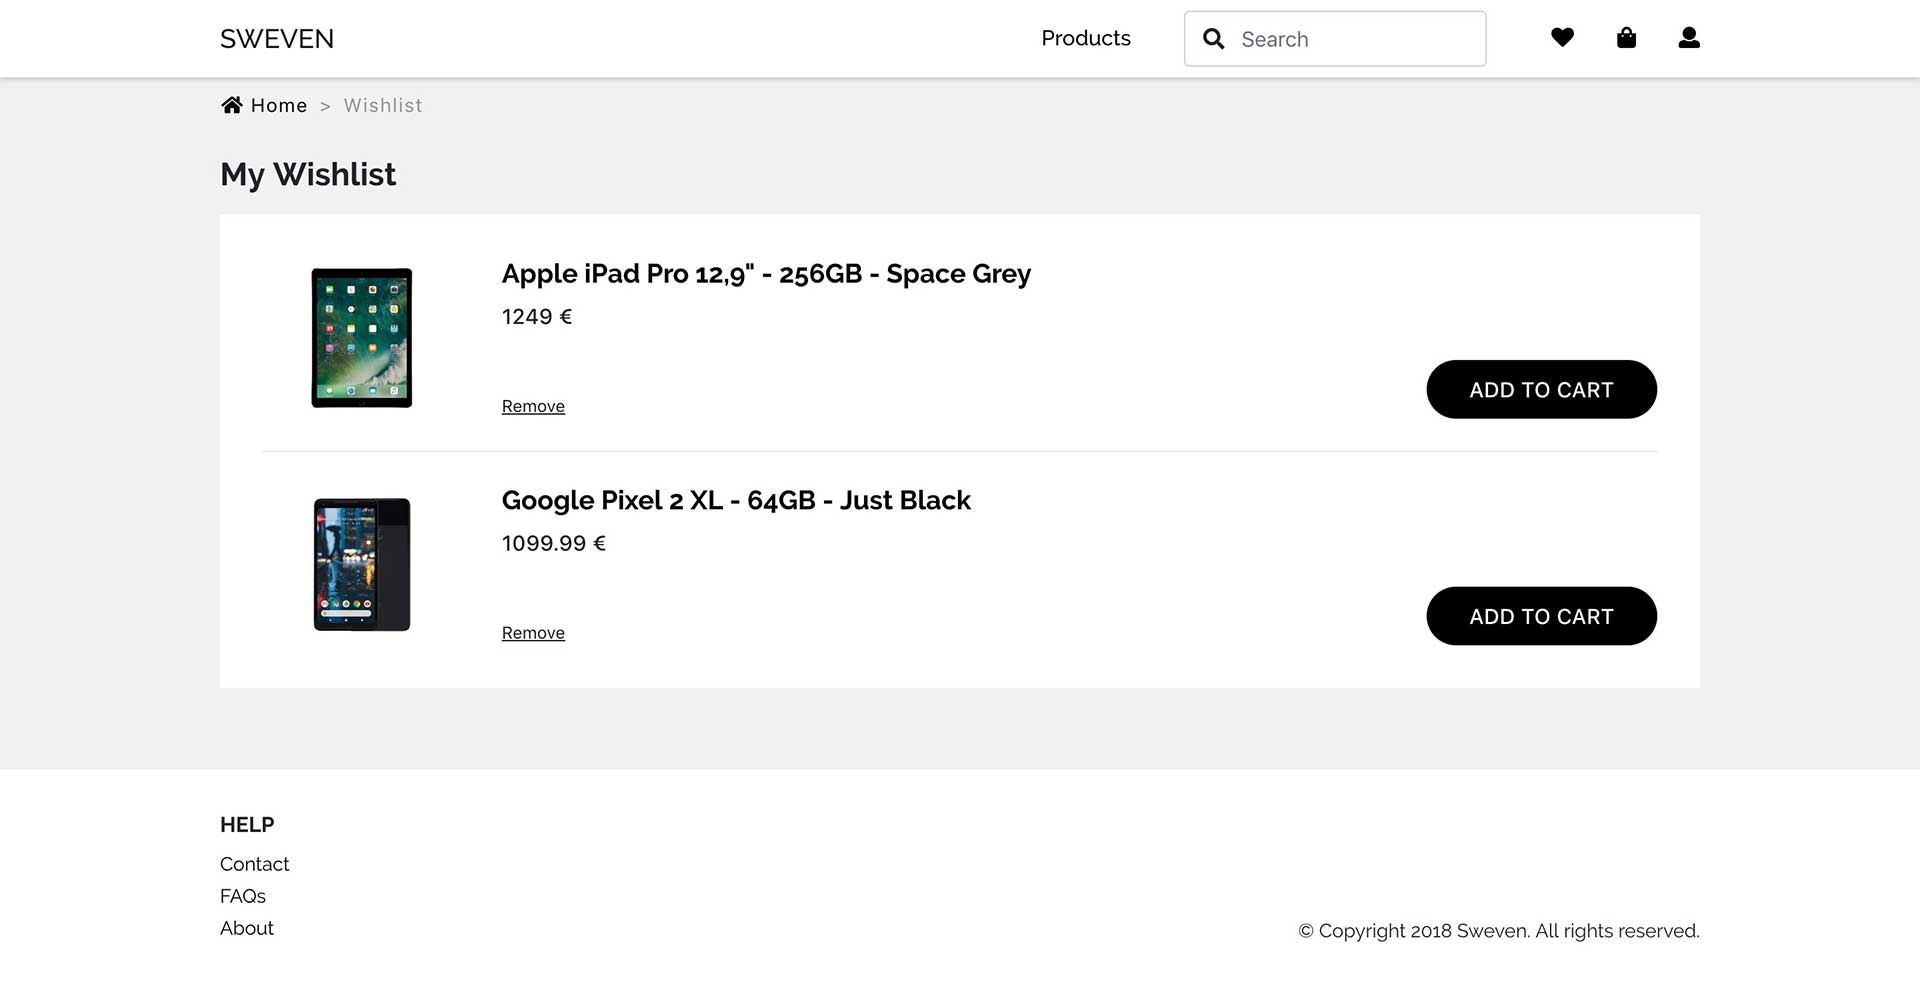 SWEVEN
Products
Search
Home > Wishlist
My Wishlist
Apple iPad Pro 12,9" - 256GB - Space Grey
1249 €
Remove
ADD TO CART
Google Pixel 2 XL - 64GB - Just Black
1099.99 €
Remove
ADD TO CART
HELP
Contact
FAQs
About
© Copyright 2018 Sweven. All rights reserved.